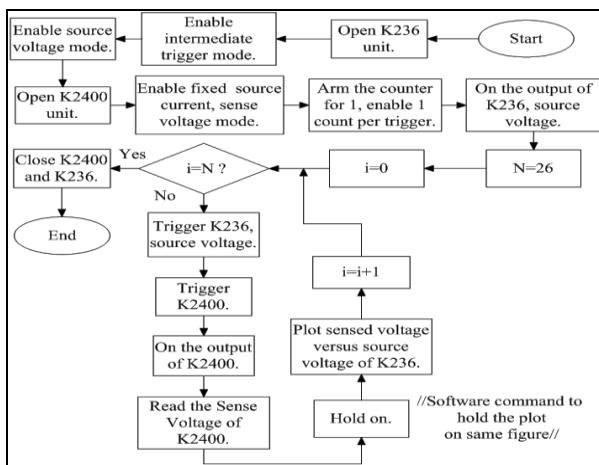 Start
Open K236
unit.
Enable
intermediate
trigger mode.
Enable source
voltage mode.
Open K2400
unit.
Enable fixed source
current, sense
voltage mode.
Arm the counter
for 1, enable 1
count per trigger.
On the output of
K236, source
voltage.
N=26
i=0
i=N ?
Yes
Close K2400
and K236.
End
No
Trigger K236,
source voltage.
Trigger
K2400.
On the output
of K2400.
Read the Sense
Voltage of
K2400.
Hold on.
//Software command to
hold the plot
on same figure//
Plot sensed voltage
versus source
voltage of K236.
i=i+1